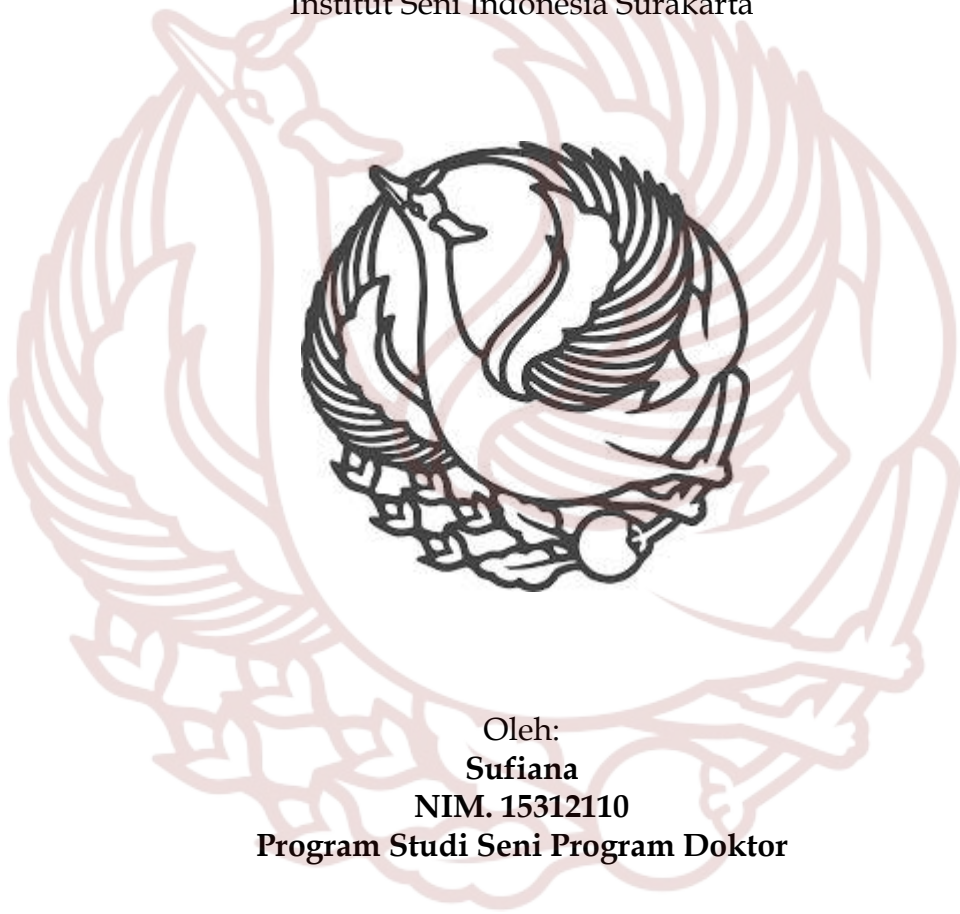 Institut Seni Indonesia Surakarta
Oleh:
Sufiana
NIM. 15312110
Program Studi Seni Program Doktor